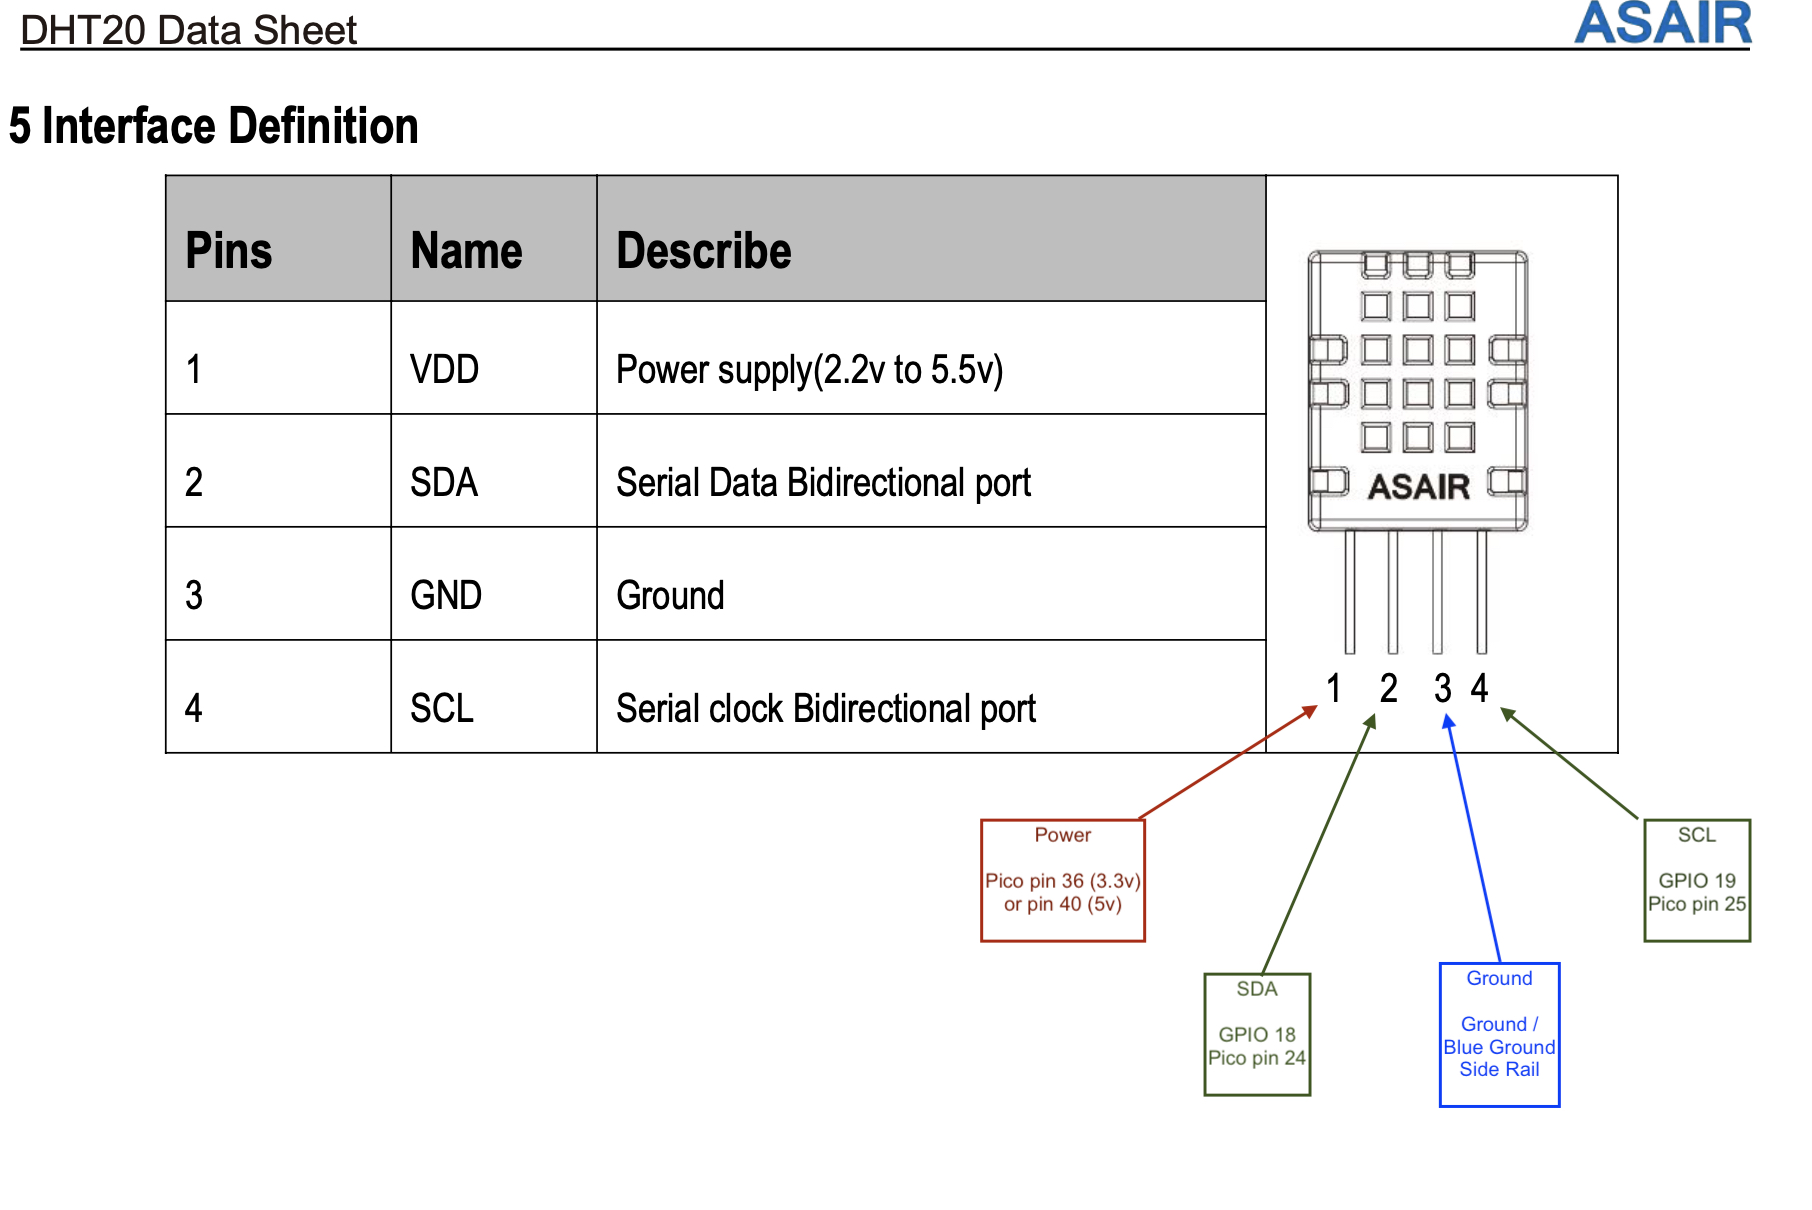 DHT20 Data Sheet
ASAIR
5 Interface Definition
Pins Name Describe
1 VDD Power supply(2.2v to 5.5v)
2 SDA Serial Data Bidirectional port
3 GND Ground
4 SCL Serial clock Bidirectional port
ASAIR
1 2 3 4
Power
Pico pin 36 (3.3v)
or pin 40 (5v)
SDA
GPIO 18
Pico pin 24
Ground
Ground /
Blue Ground
Side Rail
SCL
GPIO 19
Pico pin 25